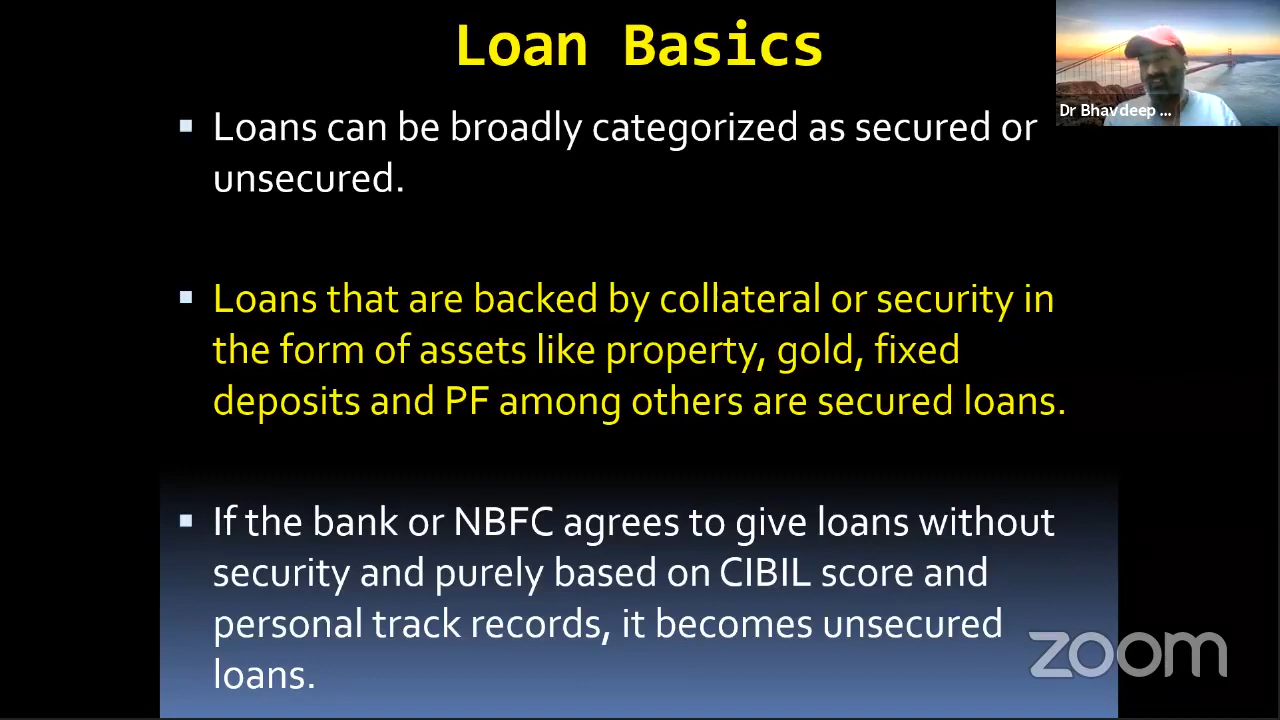 Loan Basics
Dr Bhavdeep ...
▪ Loans can be broadly categorized as secured or
unsecured.
▪ Loans that are backed by collateral or security in
the form of assets like property, gold, fixed
deposits and PF among others are secured loans.
▪ If the bank or NBFC agrees to give loans without
security and purely based on CIBIL score and
personal track records, it becomes unsecured
loans.
zoom